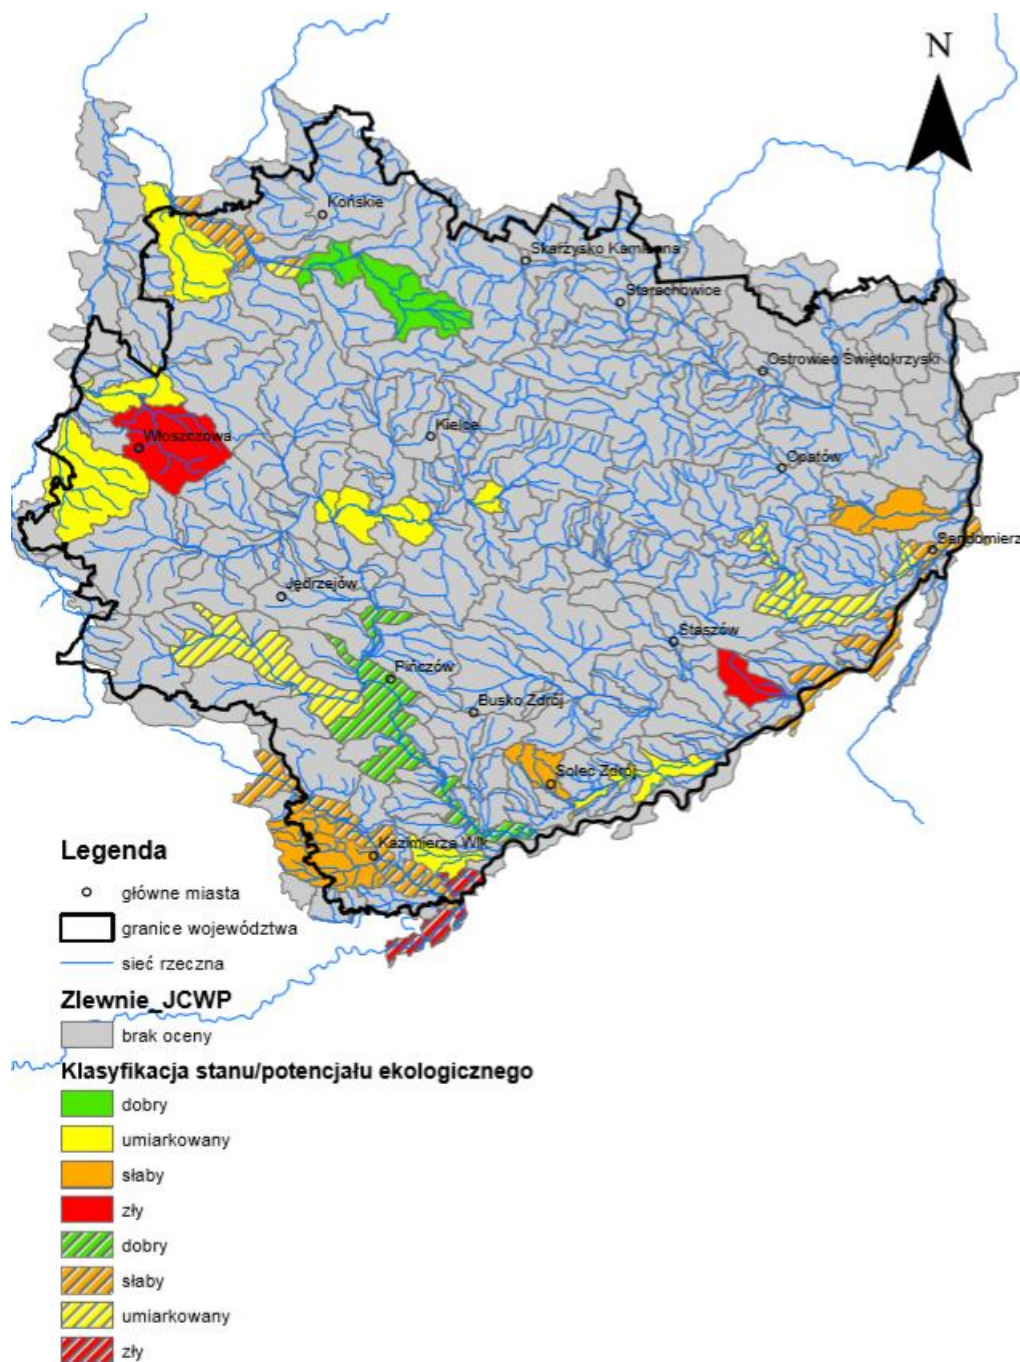 N
Końskie
Skarżysko Kamienna
Starachowice
Ostrowiec Świętokrzyski
Włoszczowa
Kielce
Opatów
Sandomierz
Jędrzejów
Staszów
Pińczów
Busko Zdrój
Solec Zdrój
Kazimierza Wlk.
Legenda
główne miasta
granice województwa
sieć rzeczna
Zlewnie_JCWP
brak oceny
Klasyfikacja stanu/potencjału ekologicznego
dobry
umiarkowany
słaby
zły
dobry
słaby
umiarkowany
zły